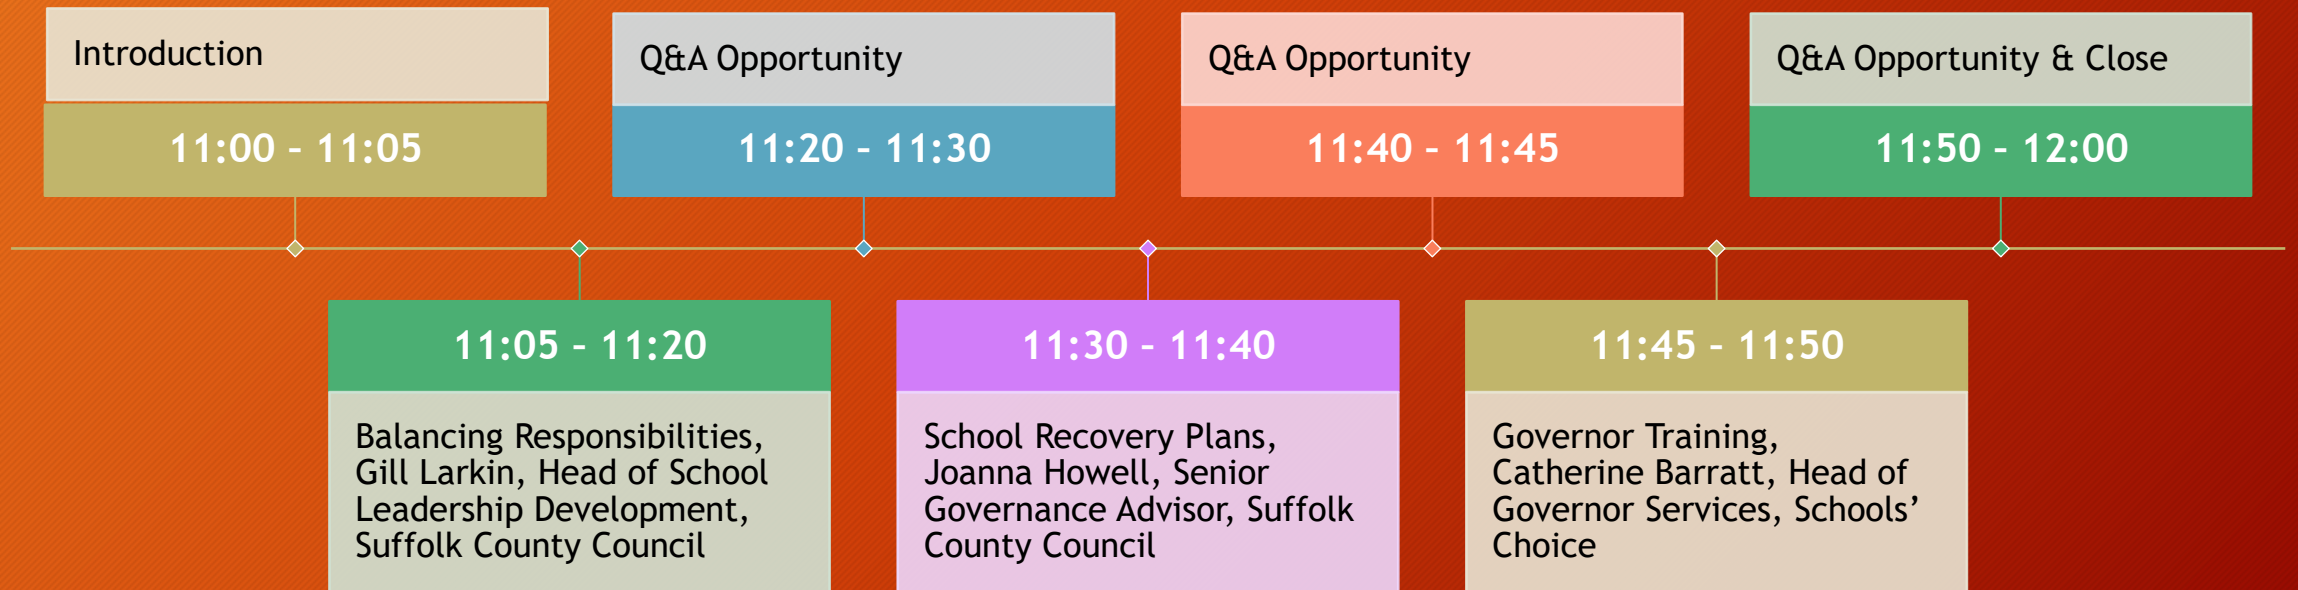 Introduction
11:00 – 11:05
11:05 – 11:20
Balancing Responsibilities,
Gill Larkin, Head of School
Leadership Development,
Suffolk County Council
Q&A Opportunity
11:20 – 11:30
11:30 – 11:40
School Recovery Plans,
Joanna Howell, Senior
Governance Advisor, Suffolk
County Council
Q&A Opportunity
11:40 – 11:45
11:45 – 11:50
Governor Training,
Catherine Barratt, Head of
Governor Services, Schools’
Choice
Q&A Opportunity & Close
11:50 – 12:00